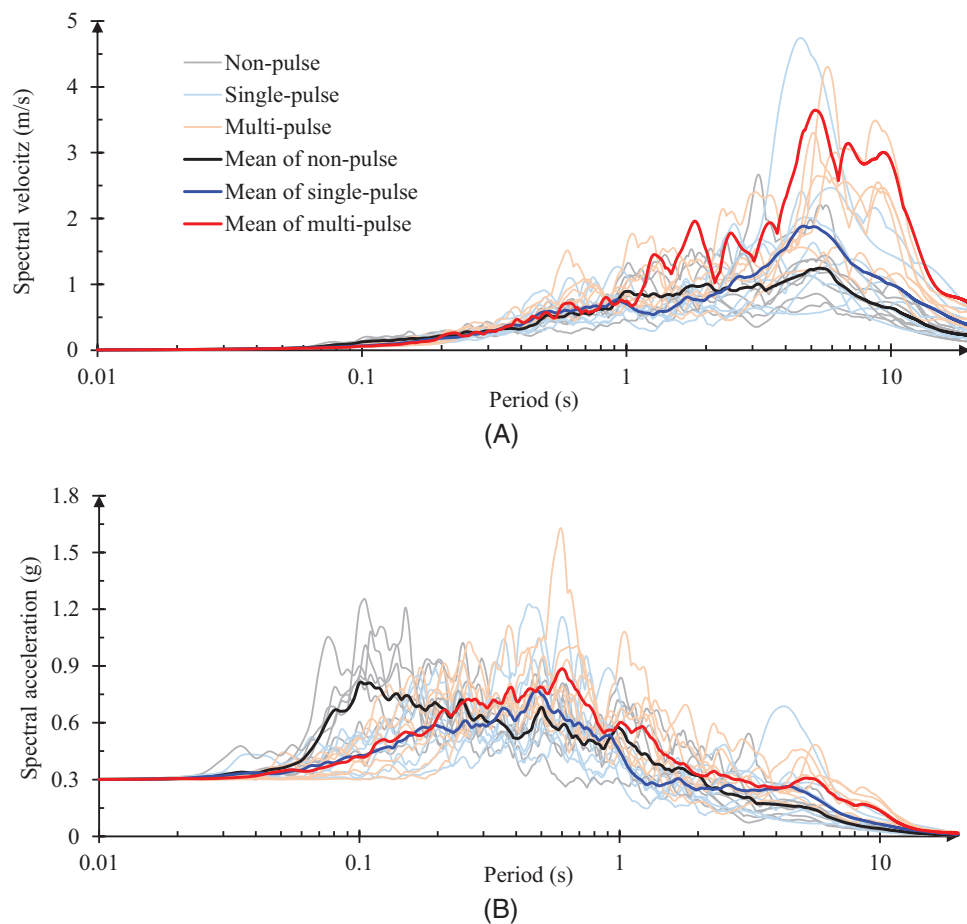 5
4
3
2
1
0
Spectral velocitz (m/s)
Non-pulse
Single-pulse
Multi-pulse
Mean of non-pulse
Mean of single-pulse
Mean of multi-pulse
0.01
0.1
1
10
Period (s)
(A)
1.8
1.5
1.2
0.9
0.6
0.3
0
Spectral acceleration (g)
0.01
0.1
1
10
Period (s)
(B)